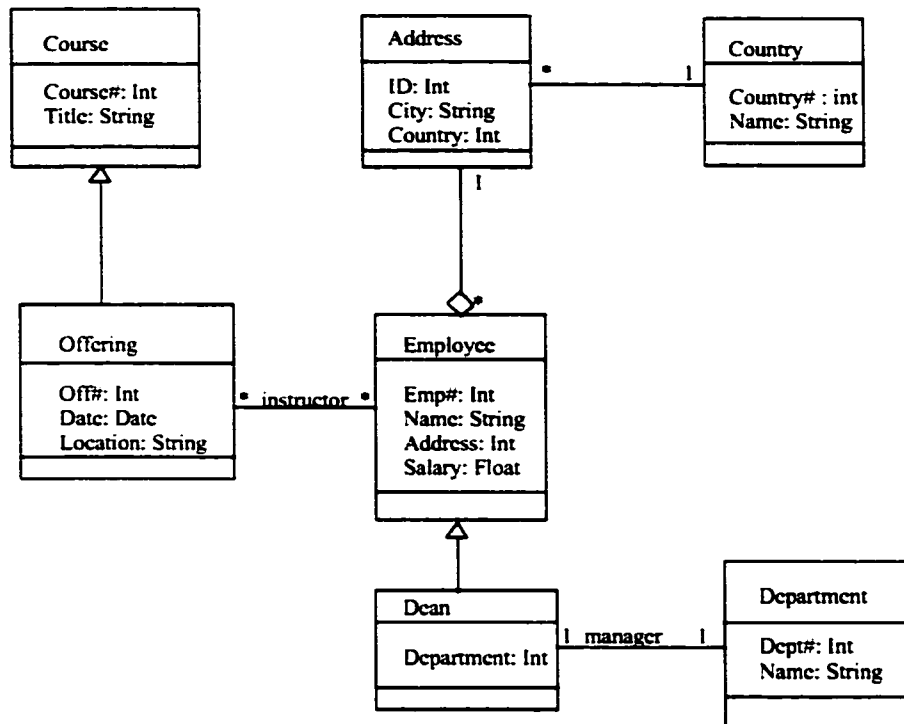 Course
Course#: Int
Title: String
Address
ID: Int
City: String
Country: Int
*
1
Country
Country# : int
Name: String
1
*
Offering
Off#: Int
Date: Date
Location: String
* instructor *
Employee
Emp#: Int
Name: String
Address: Int
Salary: Float
Dean
Department: Int
1 manager 1
Department
Dept#: Int
Name: String